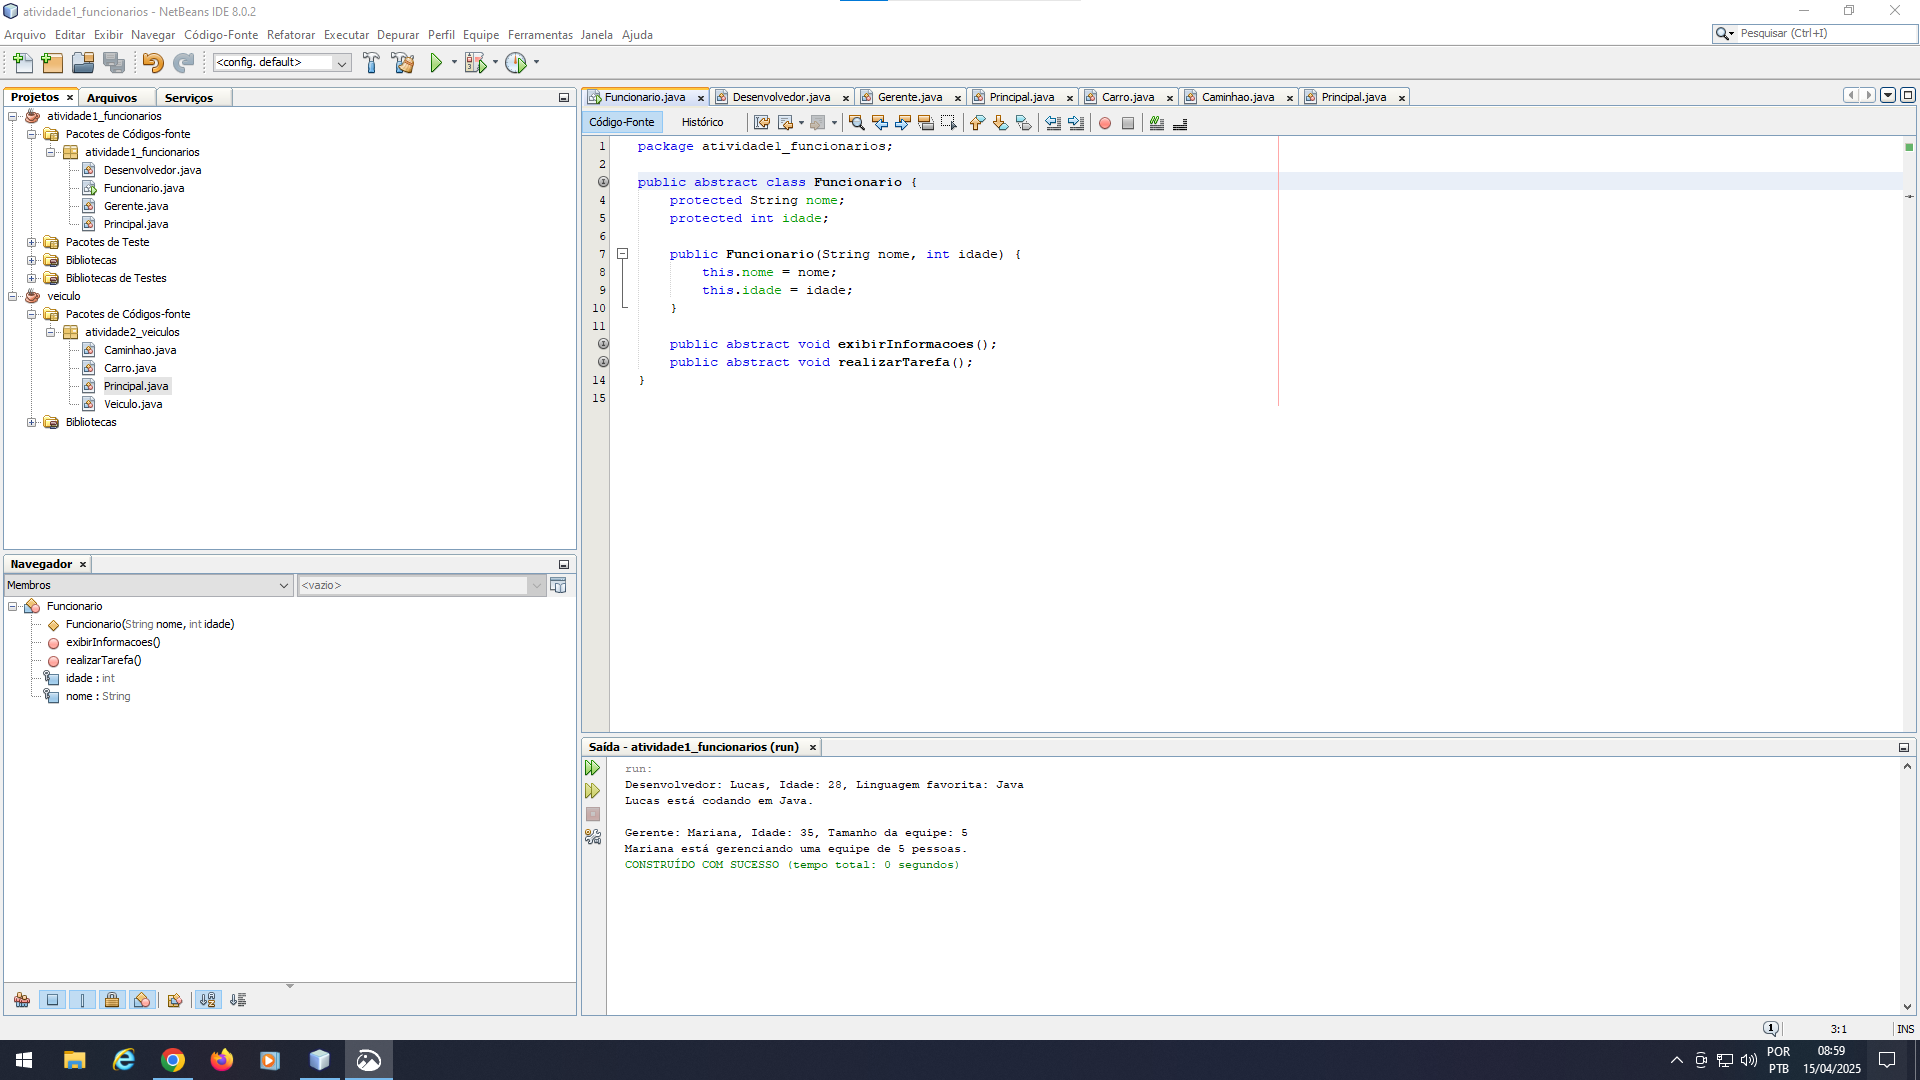 atividade1_funcionarios - NetBeans IDE 8.0.2
Arquivo Editar Exibir Navegar Código-Fonte Refatorar Executar Depurar Perfil Equipe Ferramentas Janela Ajuda
Pesquisar (Ctrl+I)
<config. default>
Projetos Arquivos Serviços
atividade1_funcionarios
Pacotes de Códigos-fonte
atividade1_funcionarios
Desenvolvedor.java
Funcionario.java
Gerente.java
Principal.java
Pacotes de Teste
Bibliotecas
Bibliotecas de Testes
veiculo
Pacotes de Códigos-fonte
atividade2_veiculos
Caminhao.java
Carro.java
Principal.java
Veiculo.java
Bibliotecas
Navegador
Membros
<vazio>
Funcionario
Funcionario(String nome, int idade)
exibirInformacoes()
realizarTarefa()
idade : int
nome : String
Funcionario.java Desenvolvedor.java Gerente.java Principal.java Carro.java Caminhao.java Principal.java
Código-Fonte Histórico
1 package atividade1_funcionarios;
2
public abstract class Funcionario {
4 protected String nome;
5 protected int idade;
6
7 public Funcionario(String nome, int idade) {
8 this.nome = nome;
9 this.idade = idade;
10 }
11
public abstract void exibirInformacoes();
public abstract void realizarTarefa();
14 }
15
Saída - atividade1_funcionarios (run)
run:
Desenvolvedor: Lucas, Idade: 28, Linguagem favorita: Java
Lucas está codando em Java.
Gerente: Mariana, Idade: 35, Tamanho da equipe: 5
Mariana está gerenciando uma equipe de 5 pessoas.
CONSTRUÍDO COM SUCESSO (tempo total: 0 segundos)
1
3:1
INS
POR
PTB
08:59
15/04/2025